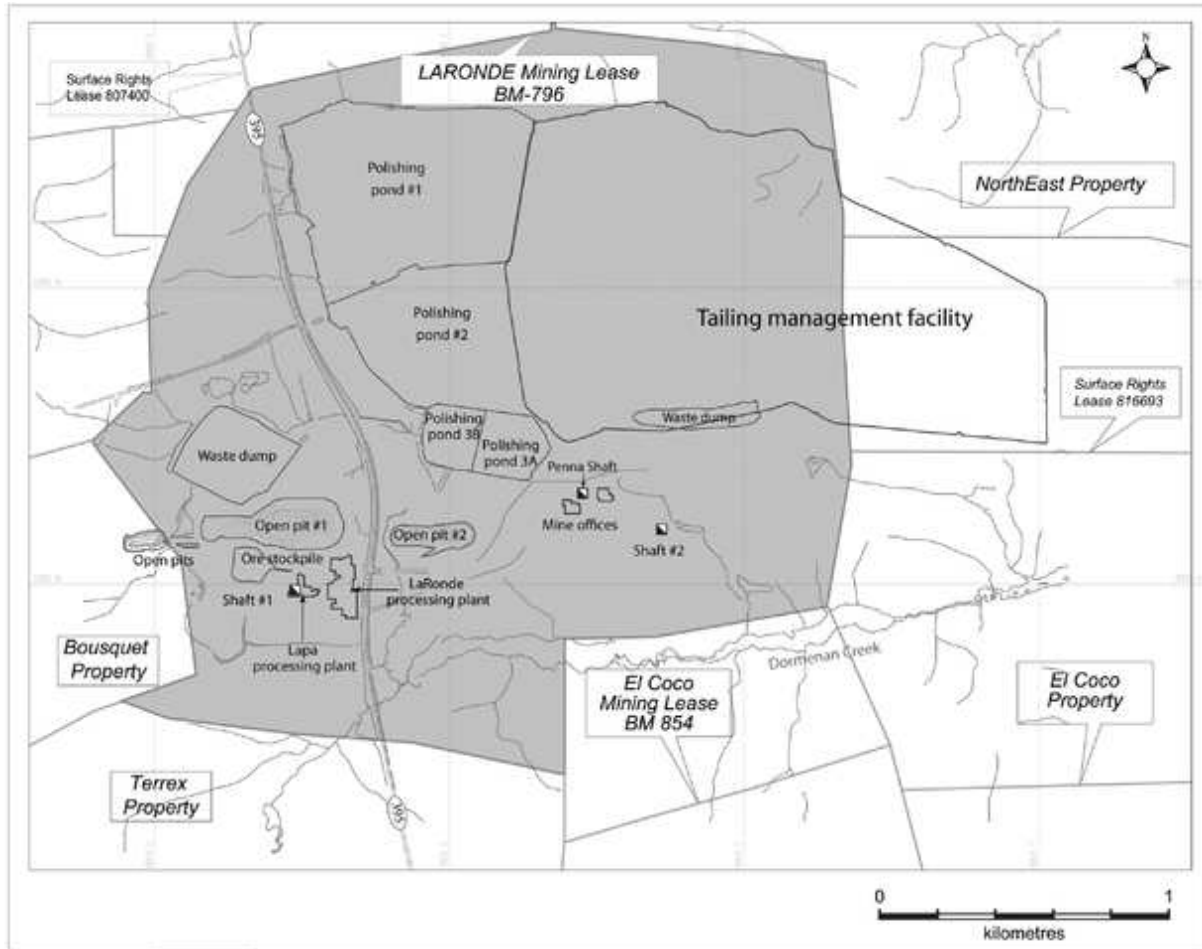 N
Surface Rights
Lease 807400
LARONDE Mining Lease
BM-796
395
Polishing
pond #1
NorthEast Property
Polishing
pond #2
Tailing management facility
Surface Rights
Lease 816693
Polishing
pond 3B
Polishing
pond 3A
Waste dump
Waste dump
Penna Shaft
Mine offices
Open pit #1
Open pit #2
Shaft #2
Open pits
Ore stockpile
Shaft #1
LaRonde
processing plant
Lapa
processing plant
Bousquet
Property
Dormenan Creek
El Coco
Mining Lease
BM 854
El Coco
Property
Terrex
Property
395
0
1
kilometres